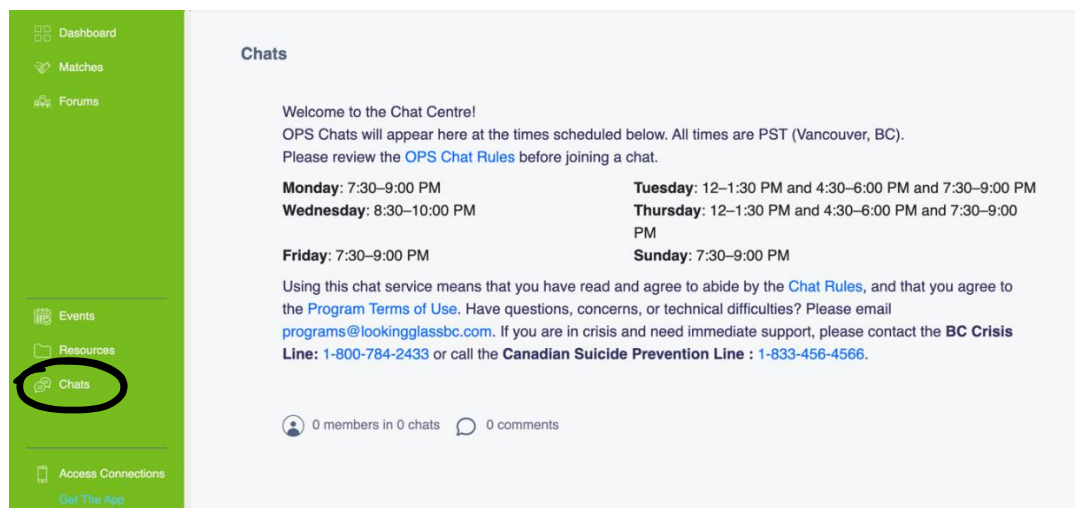 Dashboard
Matches
Forums
Events
Resources
Chats
Access Connections
Get The App
Chats
Welcome to the Chat Centre!
OPS Chats will appear here at the times scheduled below. All times are PST (Vancouver, BC).
Please review the OPS Chat Rules before joining a chat.
Monday: 7:30–9:00 PM
Tuesday: 12–1:30 PM and 4:30–6:00 PM and 7:30–9:00 PM
Wednesday: 8:30–10:00 PM
Thursday: 12–1:30 PM and 4:30–6:00 PM and 7:30–9:00
PM
Friday: 7:30–9:00 PM
Sunday: 7:30–9:00 PM
Using this chat service means that you have read and agree to abide by the Chat Rules, and that you agree to
the Program Terms of Use. Have questions, concerns, or technical difficulties? Please email
programs@lookingglassbc.com. If you are in crisis and need immediate support, please contact the BC Crisis
Line: 1-800-784-2433 or call the Canadian Suicide Prevention Line : 1-833-456-4566.
0 members in 0 chats
0 comments